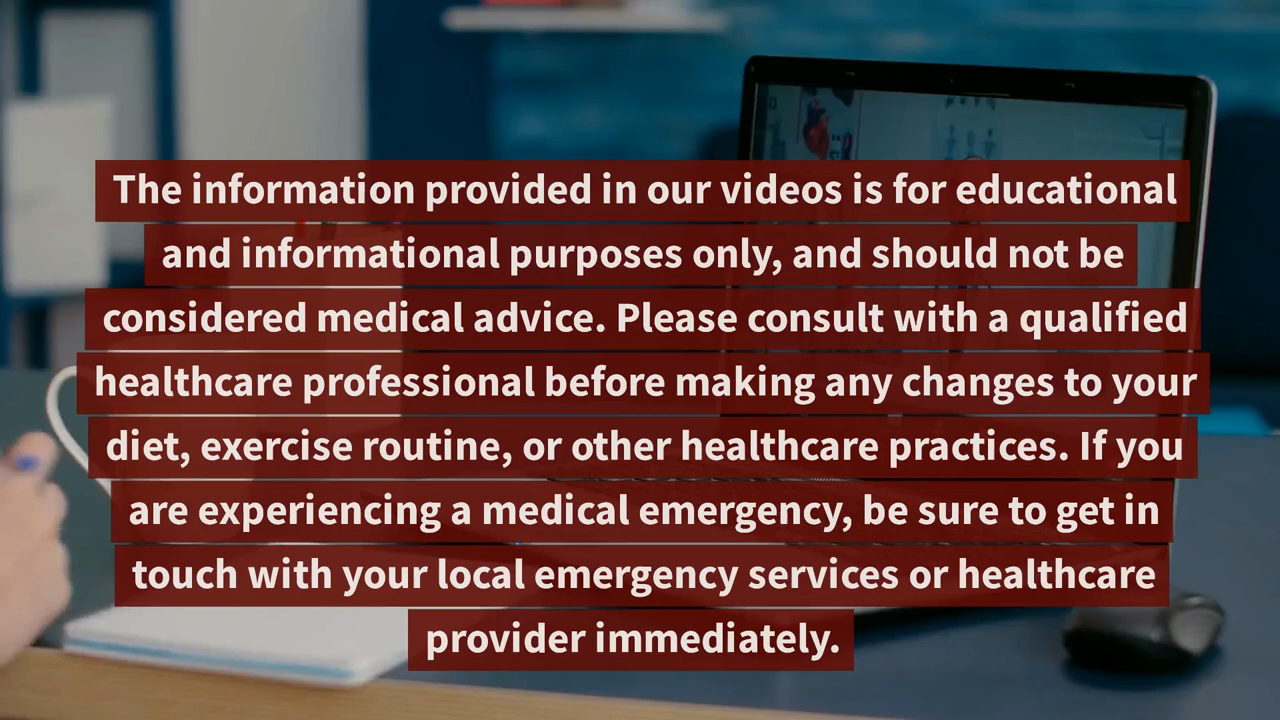 The information provided in our videos is for educational
and informational purposes only, and should not be
considered medical advice. Please consult with a qualified
healthcare professional before making any changes to your
diet, exercise routine, or other healthcare practices. If you
are experiencing a medical emergency, be sure to get in
touch with your local emergency services or healthcare
provider immediately.